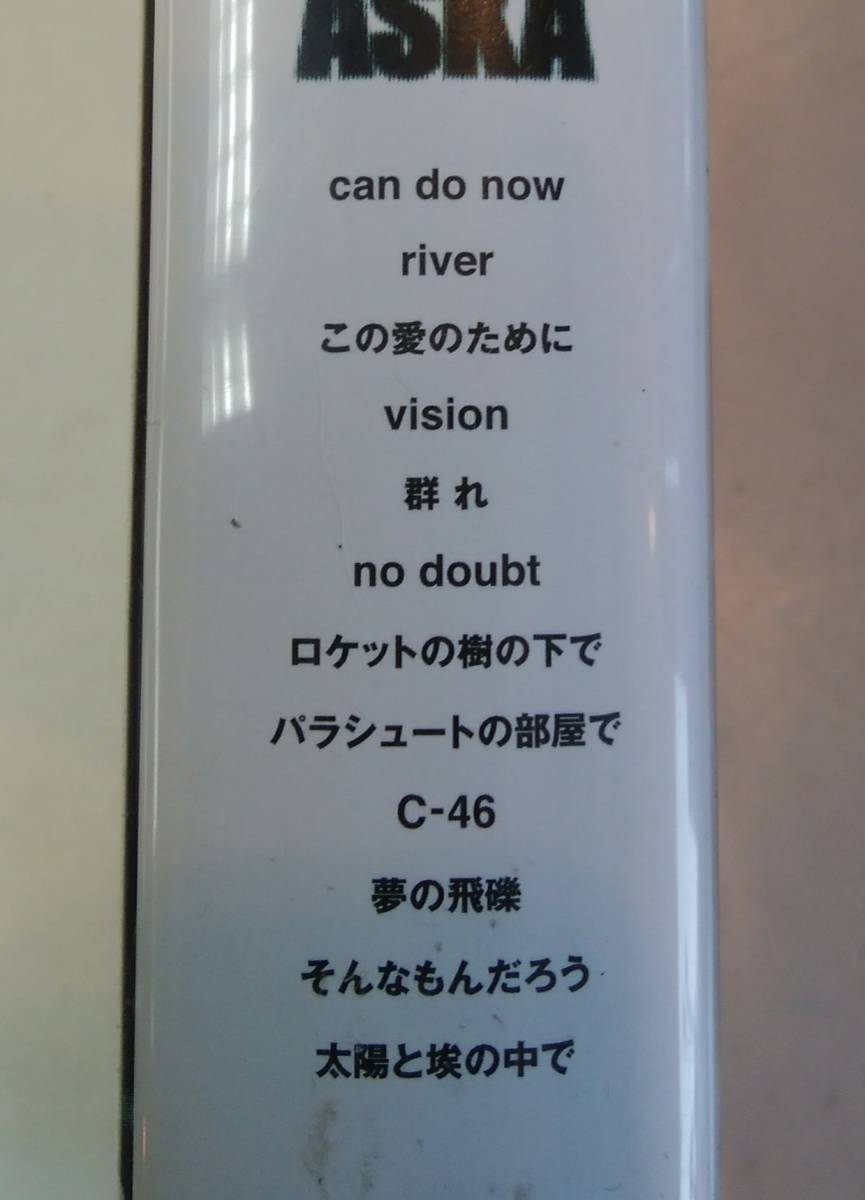 ASKA
can do now
river
この愛のために
vision
群れ
no doubt
ロケットの樹の下で
パラシュートの部屋で
C-46
夢の飛礫
そんなもんだろう
太陽と埃の中で